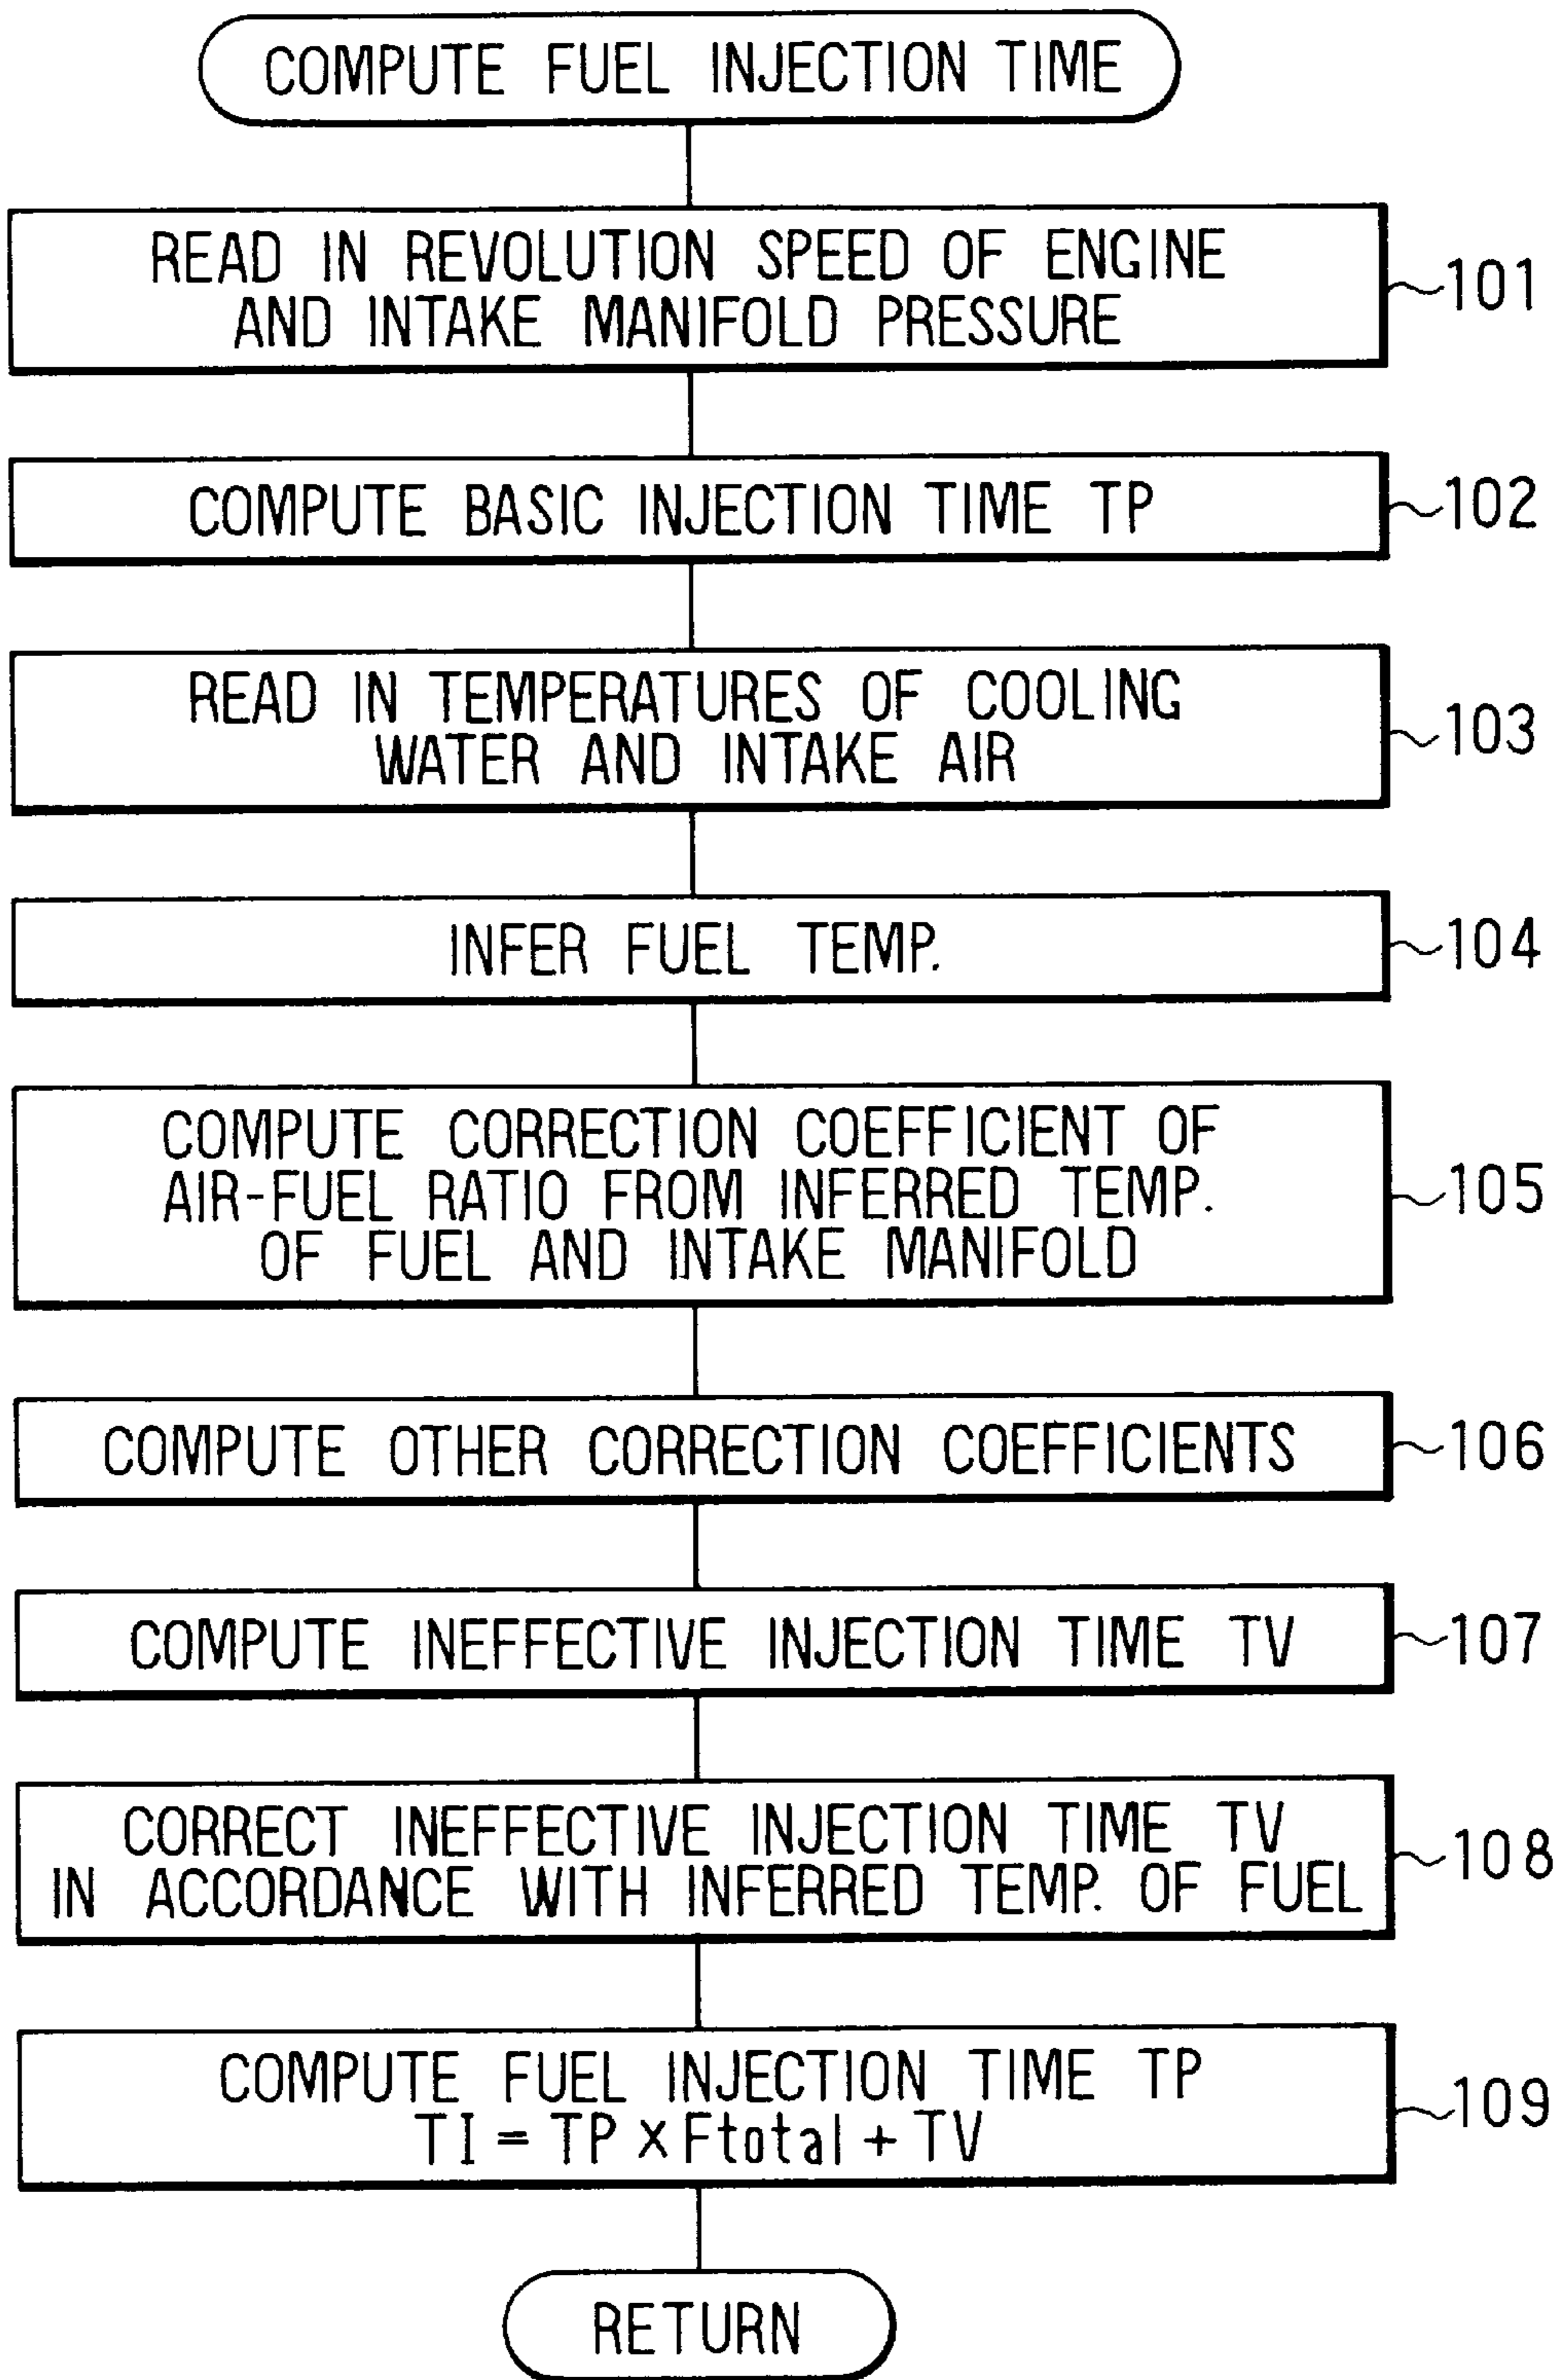 COMPUTE FUEL INJECTION TIME
READ IN REVOLUTION SPEED OF ENGINE
AND INTAKE MANIFOLD PRESSURE
101
COMPUTE BASIC INJECTION TIME TP
102
READ IN TEMPERATURES OF COOLING
WATER AND INTAKE AIR
103
INFER FUEL TEMP.
104
COMPUTE CORRECTION COEFFICIENT OF
AIR-FUEL RATIO FROM INFERRED TEMP.
OF FUEL AND INTAKE MANIFOLD
105
COMPUTE OTHER CORRECTION COEFFICIENTS
106
COMPUTE INEFFECTIVE INJECTION TIME TV
107
CORRECT INEFFECTIVE INJECTION TIME TV
IN ACCORDANCE WITH INFERRED TEMP. OF FUEL
108
COMPUTE FUEL INJECTION TIME TP
TI = TP × Ftotal + TV
109
RETURN